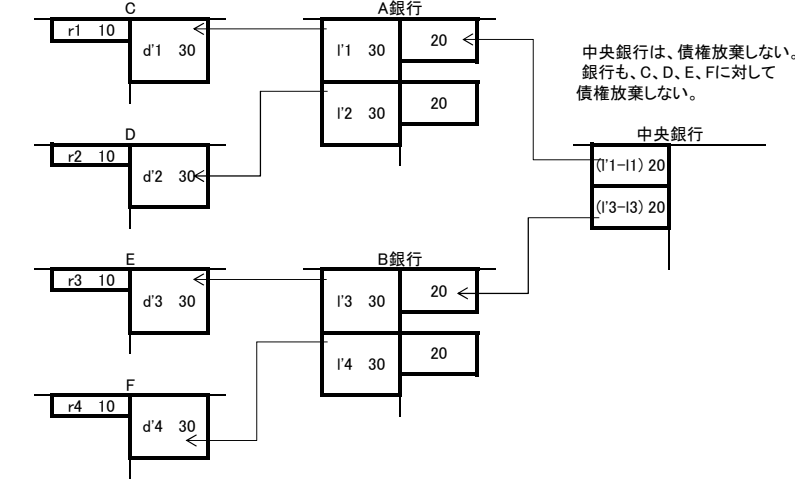 C
r1 10
d'1 30
A銀行
l'1 30
20
l'2 30
20
中央銀行は、債権放棄しない。
銀行も、C、D、E、Fに対して
債権放棄しない。
D
r2 10
d'2 30
中央銀行
(l'1-l1) 20
(l'3-l3) 20
E
r3 10
d'3 30
B銀行
l'3 30
20
l'4 30
20
F
r4 10
d'4 30